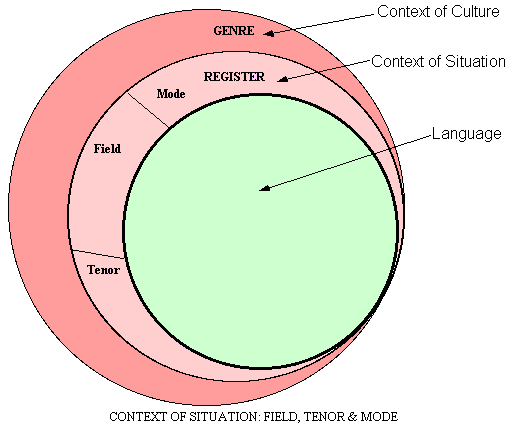 Context of Culture
GENRE
Context of Situation
REGISTER
Mode
Language
Field
Tenor
CONTEXT OF SITUATION: FIELD, TENOR & MODE